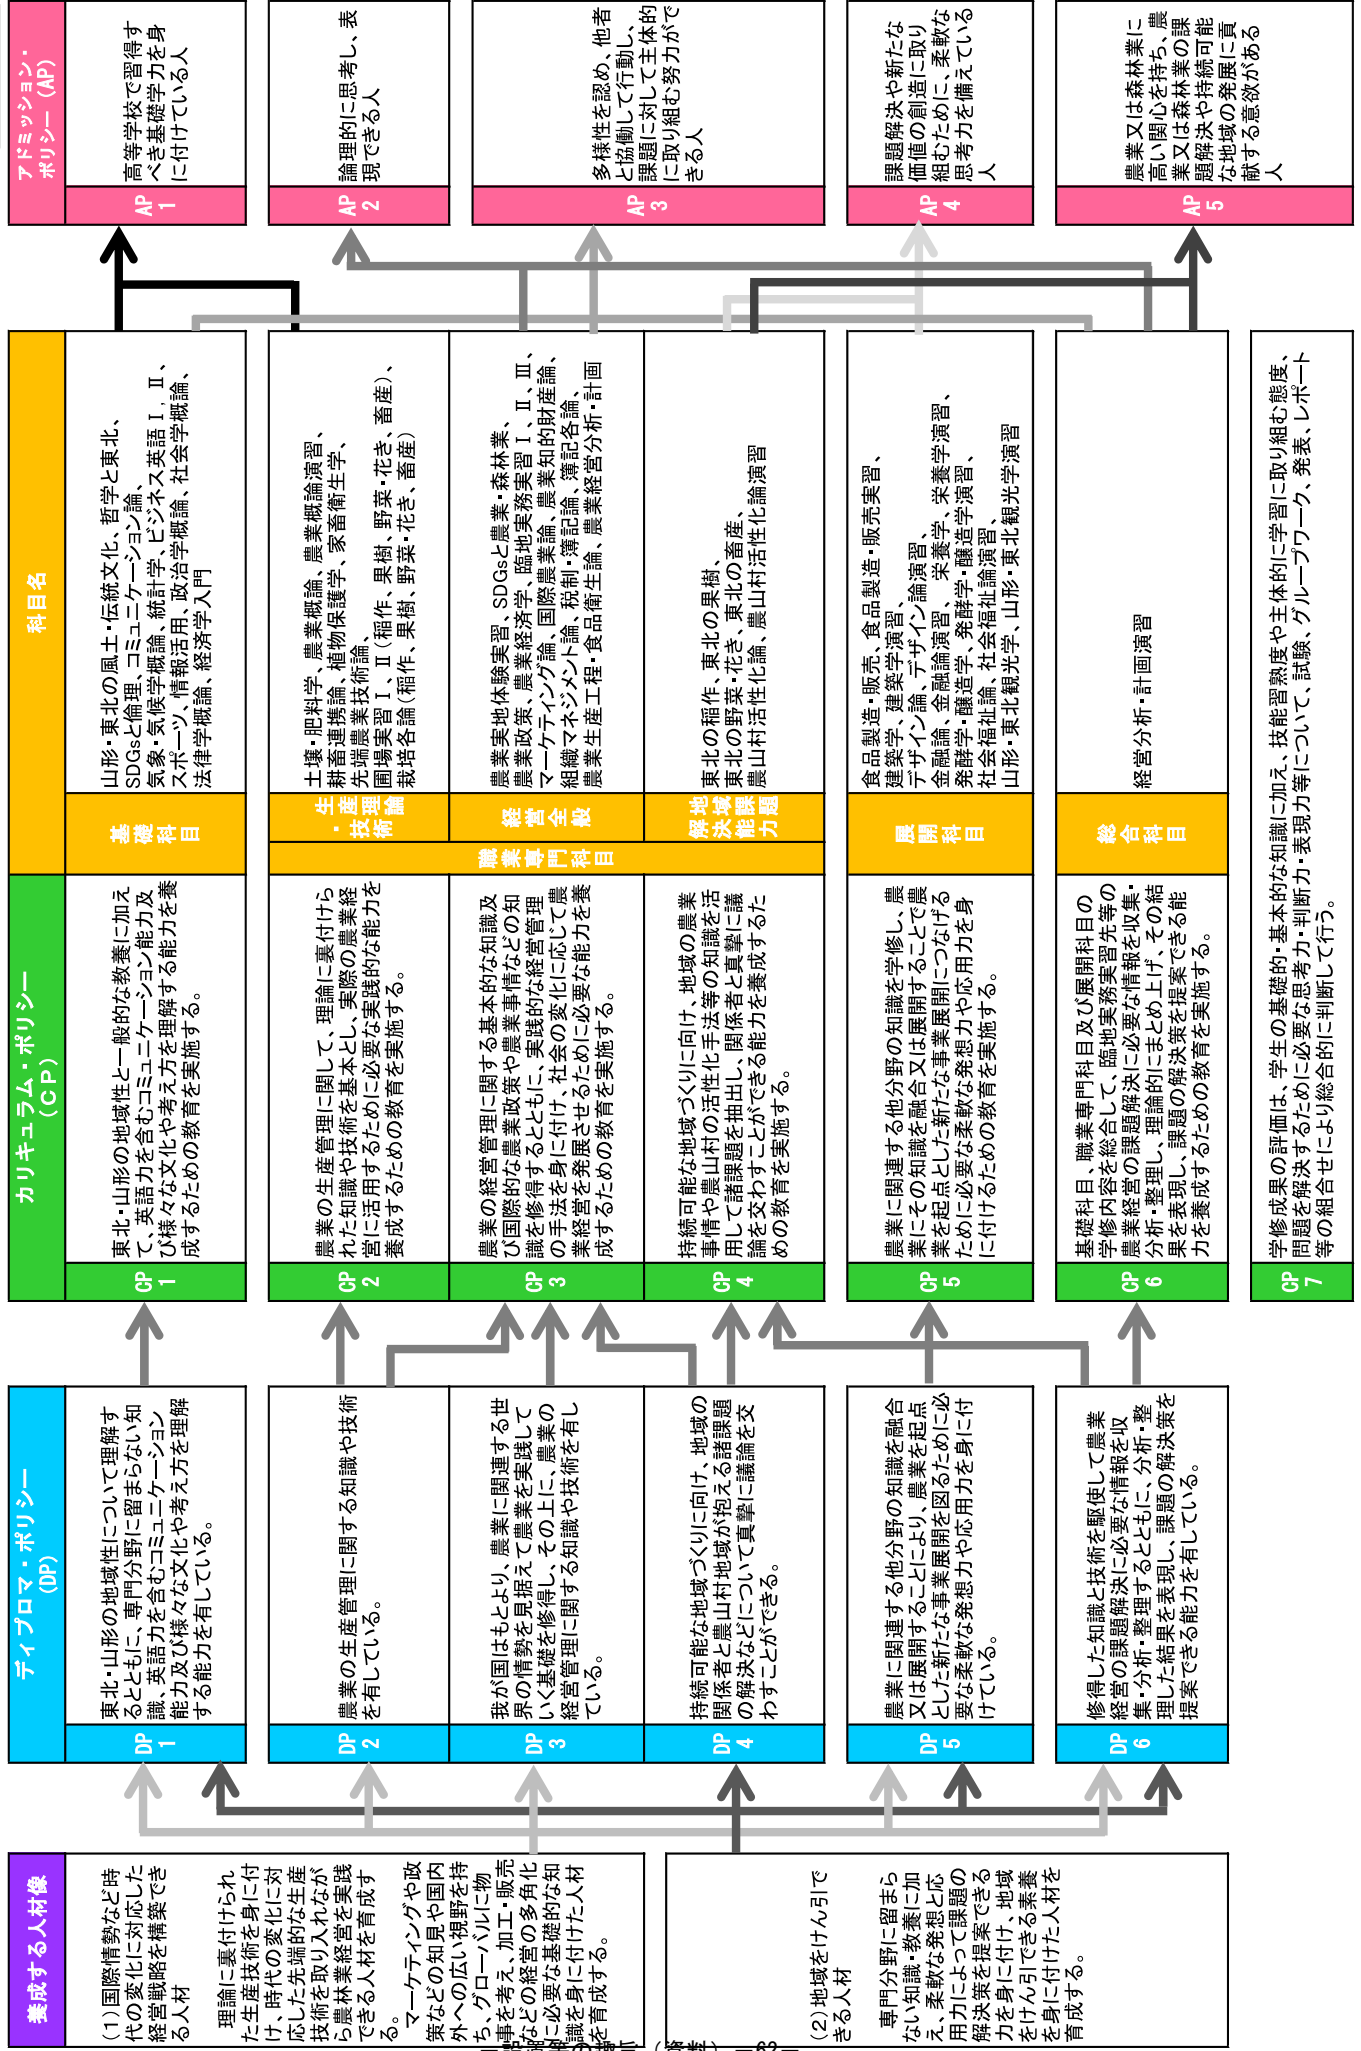 養成する人材像
(1)国際情勢など時
代の変化に対応した
経営戦略を構築でき
る人材
理論に裏付けられ
た生産技術を身に付
け、時代の変化に対
応した先端的な生産
技術を取り入れなが
ら農林業経営を実践
できる人材を育成す
る。
マーケティングや政
策などの知見や国内
外への広い視野を持
ち、グローバルに物
事を考え、加工・販売
などの経営の多角化
に必要な基礎的な知
識を身に付けた人材
を育成する。
(2)地域をけん引で
きる人材
専門分野に留まら
ない知識・教養に加
え、柔軟な発想と応
用力によって課題の
解決策を提案できる
力を身に付け、地域
をけん引できる素養
を身に付けた人材を
育成する。
ディプロマ・ポリシー
(DP)
DP
1
東北・山形の地域性について理解す
るとともに、専門分野に留まらない知
識、英語力を含むコミュニケーション
能力及び様々な文化や考え方を理解
する能力を有している。
DP
2
農業の生産管理に関する知識や技術
を有している。
DP
3
我が国はもとより、農業に関連する世
界の情勢を見据えて農業を実践して
いく基礎を修得し、その上に、農業の
経営管理に関する知識や技術を有し
ている。
DP
4
持続可能な地域づくりに向け、地域の
関係者と農山村地域が抱える諸課題
の解決などについて真摯に議論を交
わすことができる。
DP
5
農業に関連する他分野の知識を融合
又は展開することにより、農業を起点
とした新たな事業展開を図るために必
要な柔軟な発想力や応用力を身に付
けている。
DP
6
修得した知識と技術を駆使して農業
経営の課題解決に必要な情報を収
集・分析・整理するとともに、分析・整
理した結果を表現し、課題の解決策を
提案できる能力を有している。
カリキュラム・ポリシー
(CP)
CP
1
東北・山形の地域性と一般的な教養に加え
て、英語力を含むコミュニケーション能力及
び様々な文化や考え方を理解する能力を養
成するための教育を実施する。
CP
2
農業の生産管理に関して、理論に裏付けら
れた知識や技術を基本とし、実際の農業経
営に活用するために必要な実践的な能力を
養成するための教育を実施する。
CP
3
農業の経営管理に関する基本的な知識及
び国際的な農業政策や農業事情などの知
識を修得するとともに、実践的な経営管理
の手法を身に付け、社会の変化に応じて農
業経営を発展させるために必要な能力を養
成するための教育を実施する。
CP
4
持続可能な地域づくりに向け、地域の農業
事情や農山村の活性化手法等の知識を活
用して諸課題を抽出し、関係者と真摯に議
論を交わすことができる能力を養成するた
めの教育を実施する。
CP
5
農業に関連する他分野の知識を学修し、農
業にその知識を融合又は展開することで農
業を起点とした新たな事業展開につなげる
ために必要な柔軟な発想力や応用力を身
に付けるための教育を実施する。
CP
6
基礎科目、職業専門科目及び展開科目の
学修内容を総合して、臨地実務実習先等の
農業経営の課題解決に必要な情報を収集・
分析・整理し、理論的にまとめ上げ、その結
果を表現し、課題の解決策を提案できる能
力を養成するための教育を実施する。
CP
7
学修成果の評価は、学生の基礎的・基本的な知識に加え、技能習熟度や主体的に学習に取り組む態度、
問題を解決するために必要な思考力・判断力・表現力等について、試験、グループワーク、発表、レポート
等の組合せにより総合的に判断して行う。
科目名
基礎科目
山形・東北の風土・伝統文化、哲学と東北、
SDGsと倫理、コミュニケーション論、
気象・気候学概論、統計学、ビジネス英語Ⅰ,Ⅱ、
スポーツ、情報活用、政治学概論、社会学概論、
法律学概論、経済学入門
職業専門科目
生産理論・技術
土壌・肥料学、農業概論、農業概論演習、
耕畜連携論、植物保護学、家畜衛生学、
先端農業技術論、
圃場実習Ⅰ、Ⅱ(稲作、果樹、野菜・花き、畜産)、
栽培各論(稲作、果樹、野菜・花き、畜産)
経営全般
農業実地体験実習、SDGsと農業・森林業、
農業政策、農業経済学、臨地実務実習Ⅰ、Ⅱ、Ⅲ、
マーケティング論、国際農業論、農業知的財産論、
組織マネジメント論、税制・簿記論、簿記各論、
農業生産工程・食品衛生論、農業経営分析・計画
地域課題解決能力
東北の稲作、東北の果樹、
東北の野菜・花き、東北の畜産、
農山村活性化論、農山村活性化論演習
展開科目
食品製造・販売、食品製造・販売実習、
建築学、建築学演習、
デザイン論、デザイン論演習、
金融論、金融論演習、栄養学、栄養学演習、
発酵学・醸造学、発酵学・醸造学演習、
社会福祉論、社会福祉論演習、
山形・東北観光学、山形・東北観光学演習
総合科目
経営分析・計画演習
アドミッション・
ポリシー(AP)
AP
1
高等学校で習得す
べき基礎学力を身
に付けている人
AP
2
論理的に思考し、表
現できる人
AP
3
多様性を認め、他者
と協働して行動し、
課題に対して主体的
に取り組む努力がで
きる人
AP
4
課題解決や新たな
価値の創造に取り
組むために、柔軟な
思考力を備えている
人
AP
5
農業又は森林業に
高い関心を持ち、農
業又は森林業の課
題解決や持続可能
な地域の発展に貢
献する意欲がある
人